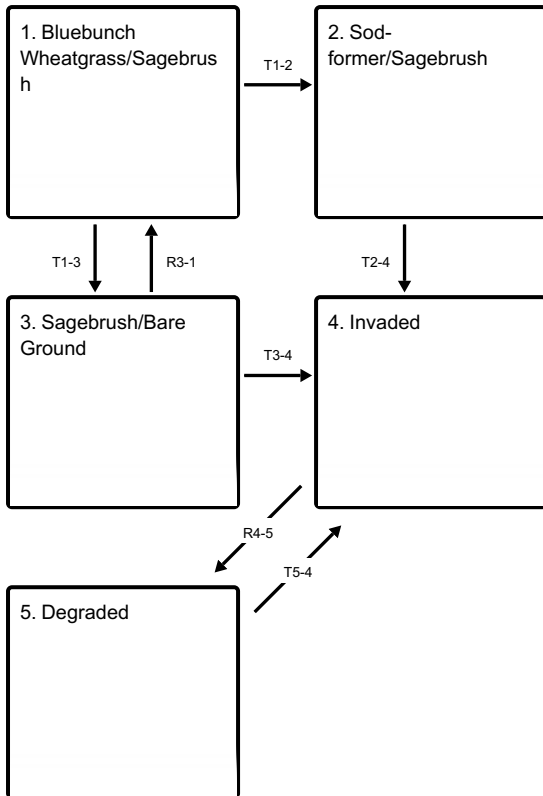 1. Bluebunch
Wheatgrass/Sagebrus
h
T1-2
2. Sod-
former/Sagebrush
T1-3
R3-1
T2-4
3. Sagebrush/Bare
Ground
T3-4
4. Invaded
R4-5
T5-4
5. Degraded